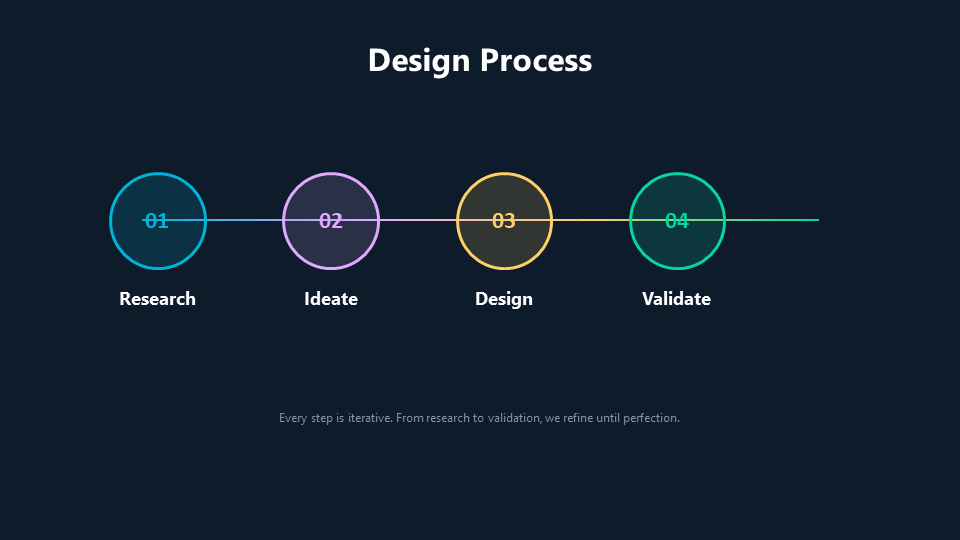 Design Process
01 02 03 04
Research Ideate Design Validate
Every step is iterative. From research to validation, we refine until perfection.